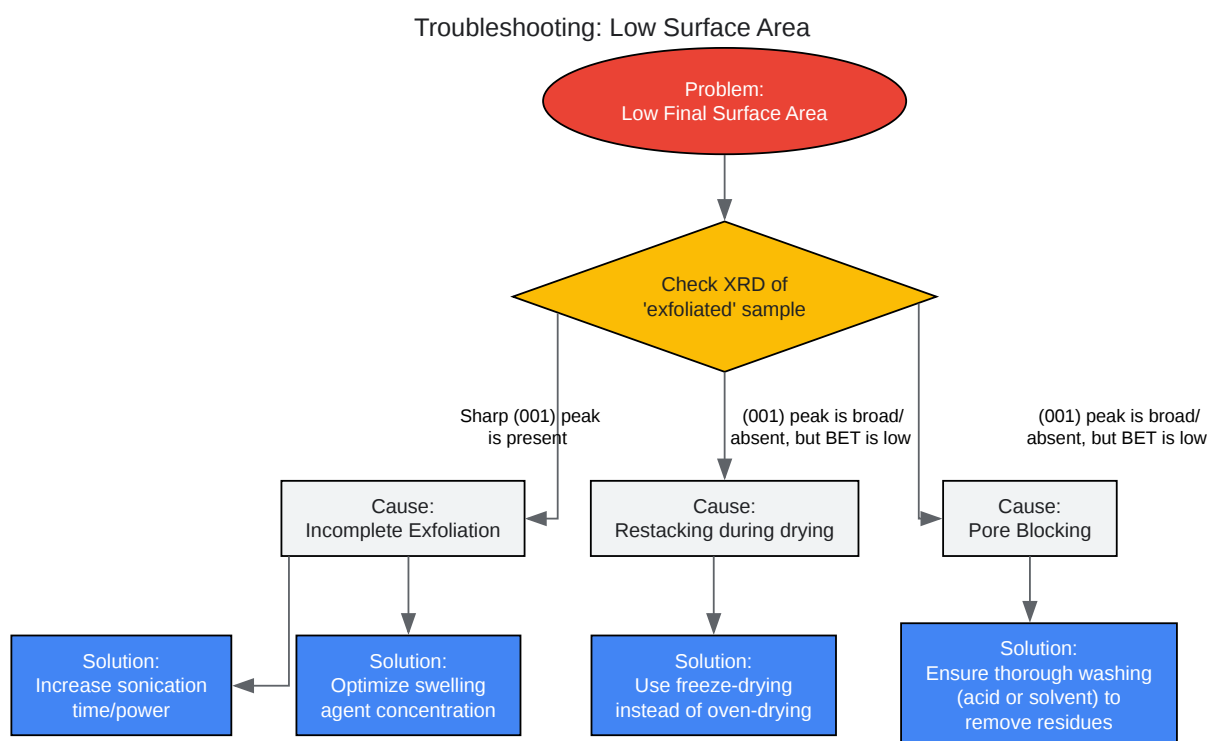 Troubleshooting: Low Surface Area
Problem:
Low Final Surface Area
Check XRD of
'exfoliated' sample
Sharp (001) peak
is present
(001) peak is broad/
absent, but BET is low
(001) peak is broad/
absent, but BET is low
Cause:
Incomplete Exfoliation
Cause:
Restacking during drying
Cause:
Pore Blocking
Solution:
Increase sonication
time/power
Solution:
Optimize swelling
agent concentration
Solution:
Use freeze-drying
instead of oven-drying
Solution:
Ensure thorough washing
(acid or solvent) to
remove residues